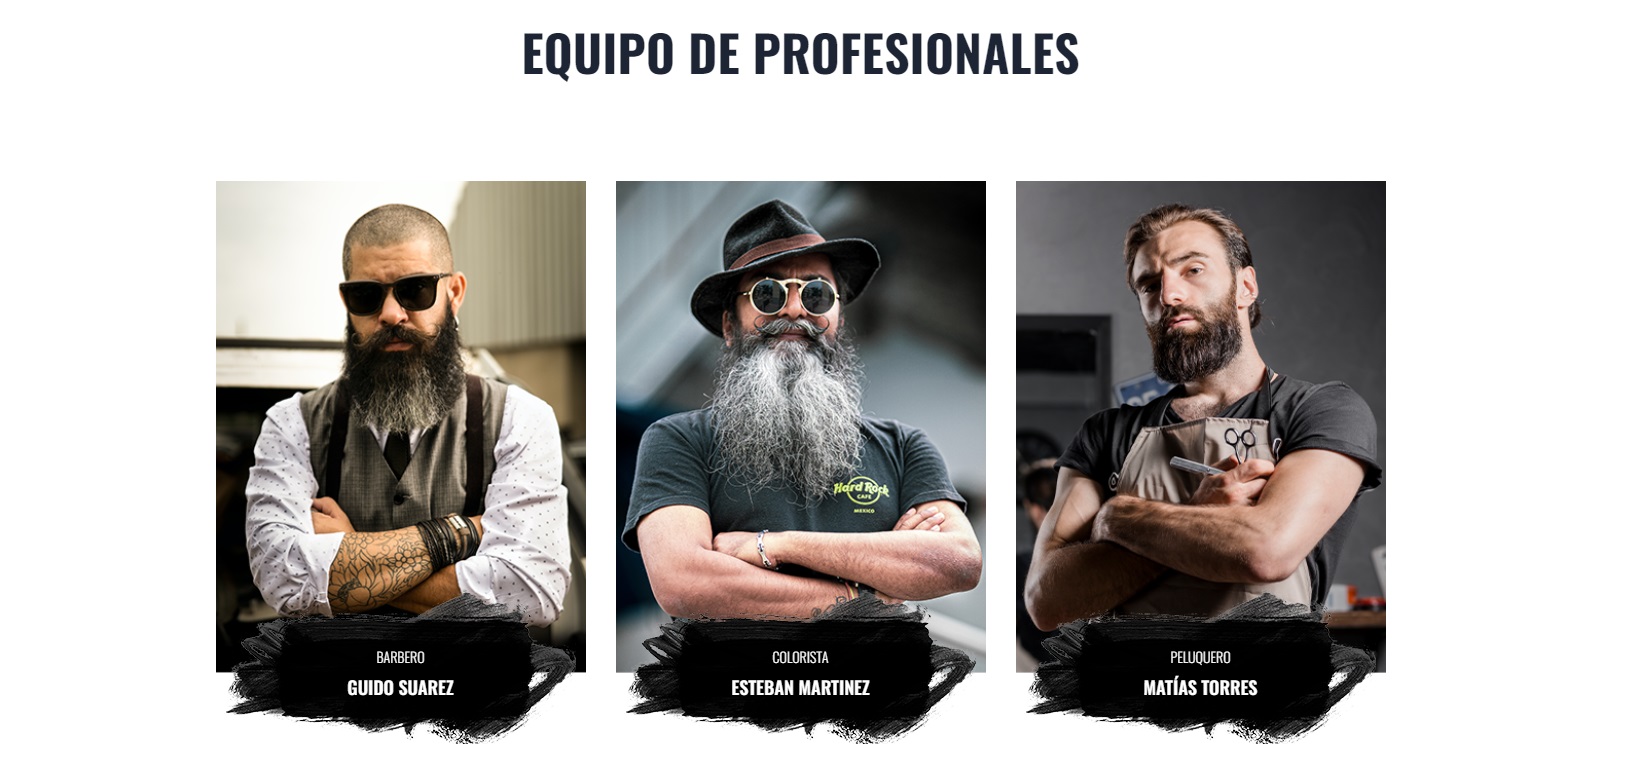 EQUIPO DE PROFESIONALES
Hard Rock
CAFE
MEXICO
BARBERO
GUIDO SUAREZ
COLORISTA
ESTEBAN MARTINEZ
PELUQUERO
MATÍAS TORRES